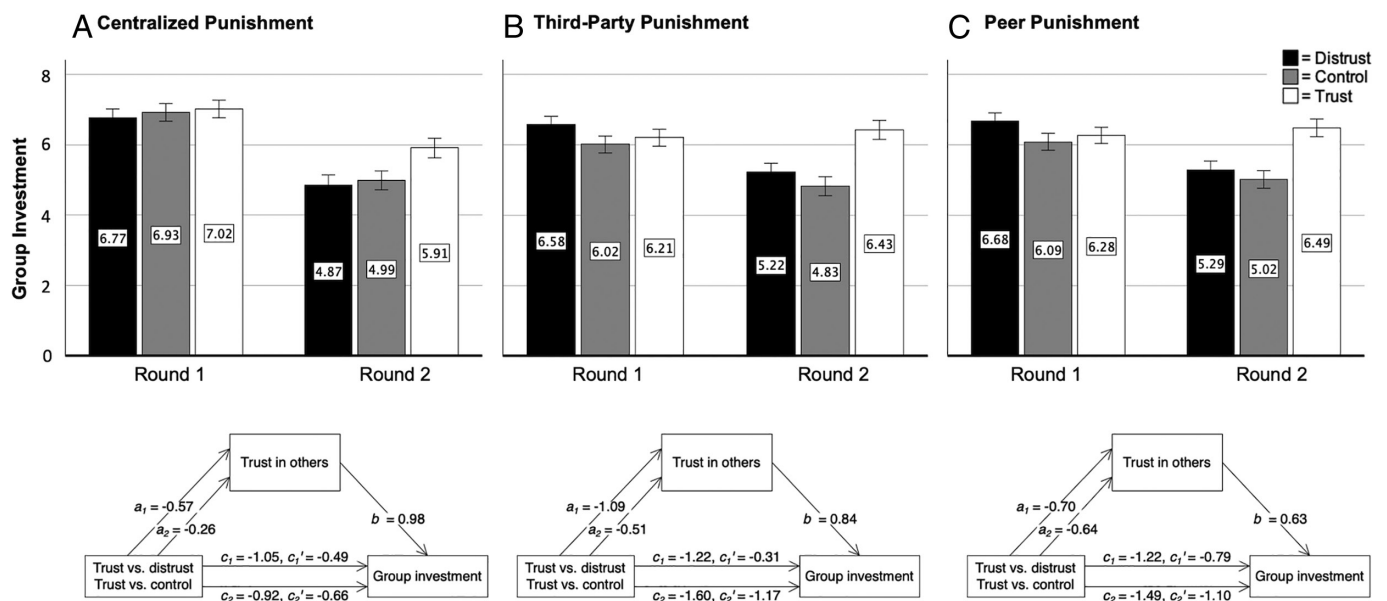 A Centralized Punishment
B Third-Party Punishment
C Peer Punishment
= Distrust
= Control
= Trust
Group Investment
8
6
4
2
0
6.77
6.93
7.02
4.87
4.99
5.91
Round 1
Round 2
6.58
6.02
6.21
5.22
4.83
6.43
Round 1
Round 2
6.68
6.09
6.28
5.29
5.02
6.49
Round 1
Round 2
Trust in others
a1 = -0.57
a2 = -0.26
b = 0.98
Trust vs. distrust
Trust vs. control
c1 = -1.05, c1' = -0.49
c2 = -0.92, c2' = -0.66
Group investment
Trust in others
a1 = -1.09
a2 = -0.51
b = 0.84
Trust vs. distrust
Trust vs. control
c1 = -1.22, c1' = -0.31
c2 = -1.60, c2' = -1.17
Group investment
Trust in others
a1 = -0.70
a2 = -0.64
b = 0.63
Trust vs. distrust
Trust vs. control
c1 = -1.22, c1' = -0.79
c2 = -1.49, c2' = -1.10
Group investment